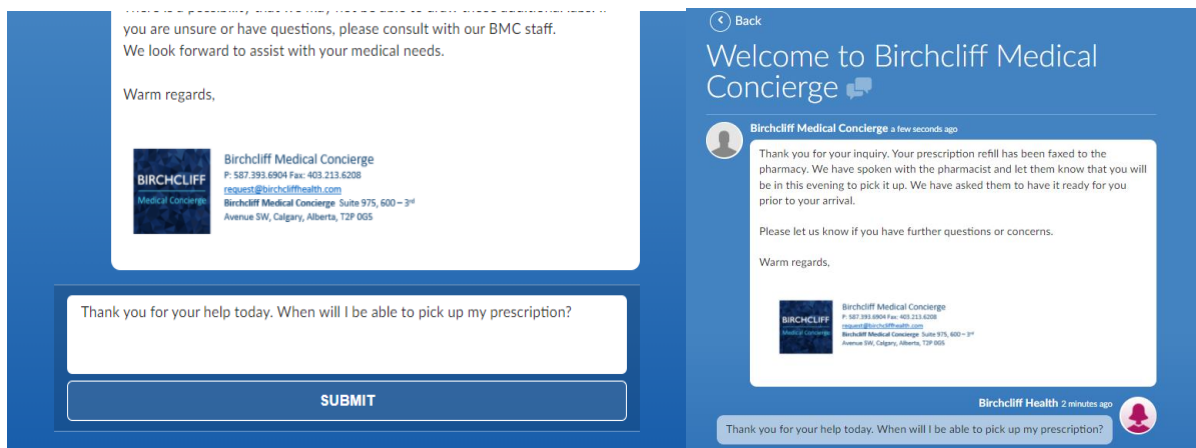 you are unsure or have questions, please consult with our BMC staff.
We look forward to assist with your medical needs.
Warm regards,
BIRCHCLIFF
Medical Concierge
Birchcliff Medical Concierge
P: 587.393.6904 Fax: 403.213.6208
request@birchcliffhealth.com
Birchcliff Medical Concierge Suite 975, 600 – 3rd
Avenue SW, Calgary, Alberta, T2P 0G5
Thank you for your help today. When will I be able to pick up my prescription?
SUBMIT
Back
Welcome to Birchcliff Medical
Concierge
Birchcliff Medical Concierge a few seconds ago
Thank you for your inquiry. Your prescription refill has been faxed to the
pharmacy. We have spoken with the pharmacist and let them know that you will
be in this evening to pick it up. We have asked them to have it ready for you
prior to your arrival.
Please let us know if you have further questions or concerns.
Warm regards,
BIRCHCLIFF
Medical Concierge
Birchcliff Medical Concierge
P: 587.393.6904 Fax: 403.213.6208
request@birchcliffhealth.com
Birchcliff Medical Concierge Suite 975, 600 – 3rd
Avenue SW, Calgary, Alberta, T2P 0G5
Birchcliff Health 2 minutes ago
Thank you for your help today. When will I be able to pick up my prescription?